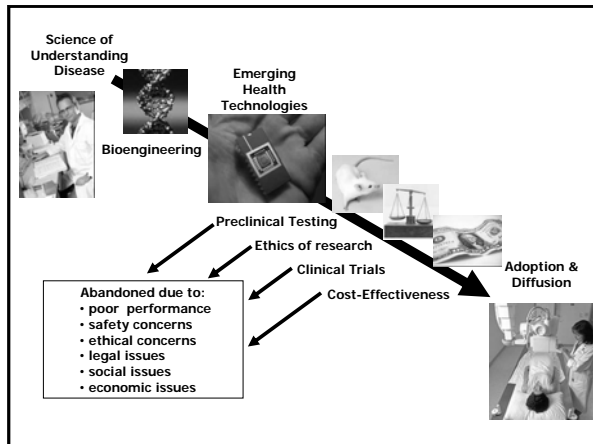 Science of
Understanding
Disease
Bioengineering
Emerging
Health
Technologies
Preclinical Testing
Ethics of research
Clinical Trials
Cost-Effectiveness
Adoption &
Diffusion
Abandoned due to:
• poor performance
• safety concerns
• ethical concerns
• legal issues
• social issues
• economic issues